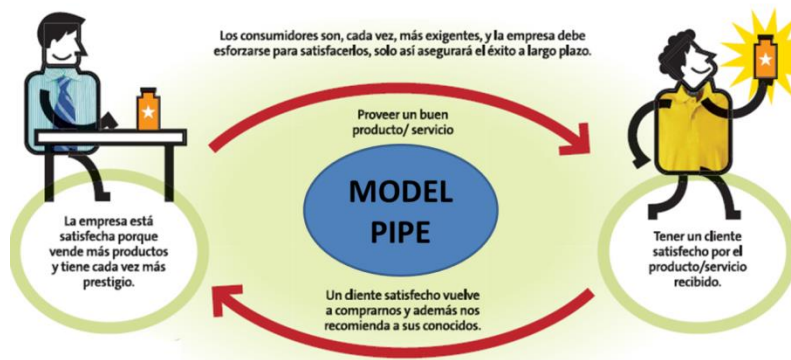 Los consumidores son, cada vez, más exigentes, y la empresa debe
esforzarse para satisfacerlos, solo así asegurará el éxito a largo plazo.
Proveer un buen
producto/ servicio
MODEL
PIPE
La empresa está
satisfecha porque
vende más productos
y tiene cada vez más
prestigio.
Tener un cliente
satisfecho por el
producto/servicio
recibido.
Un cliente satisfecho vuelve
a comprarnos y además nos
recomienda a sus conocidos.